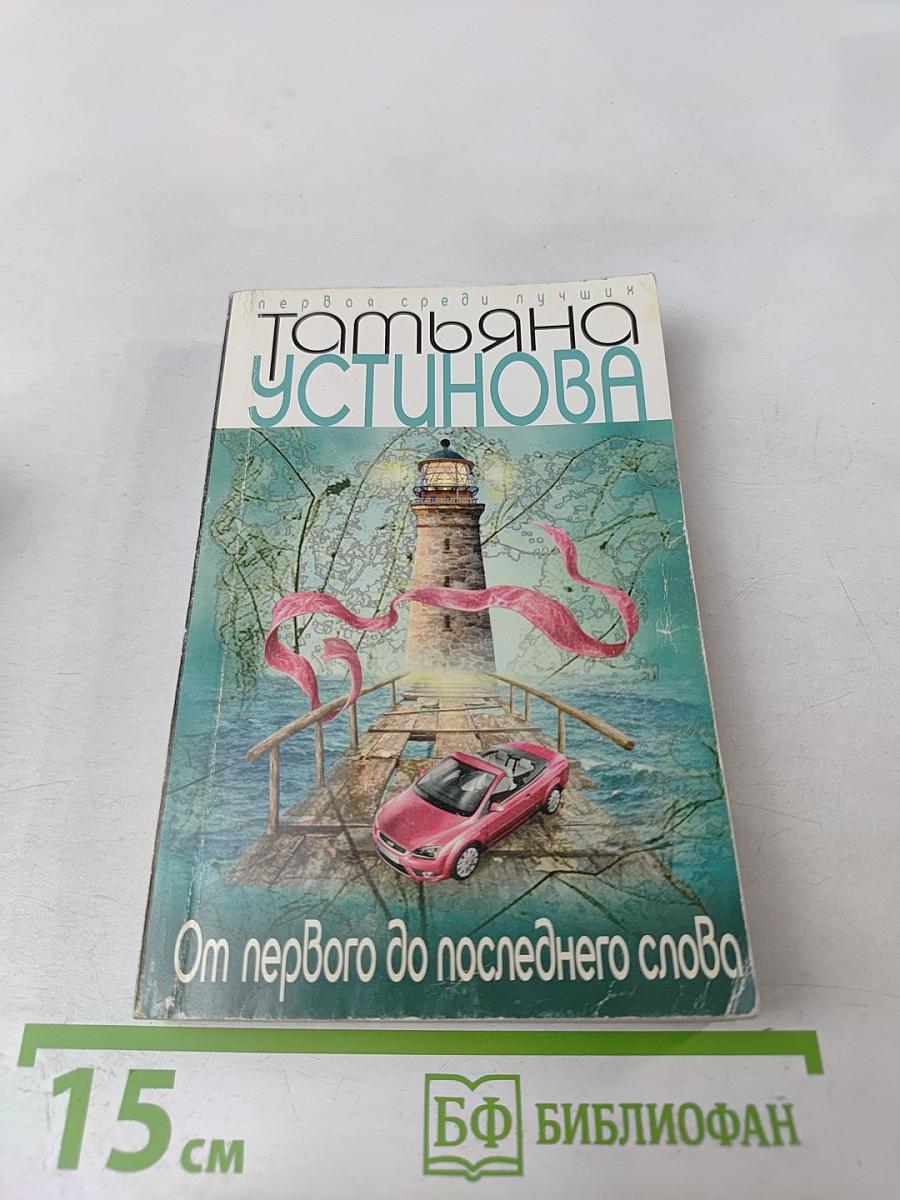 первая среди лучших
Татьяна
УСТИНОВА
От первого до последнего слова
15 см
БФ БИБЛИОФАН